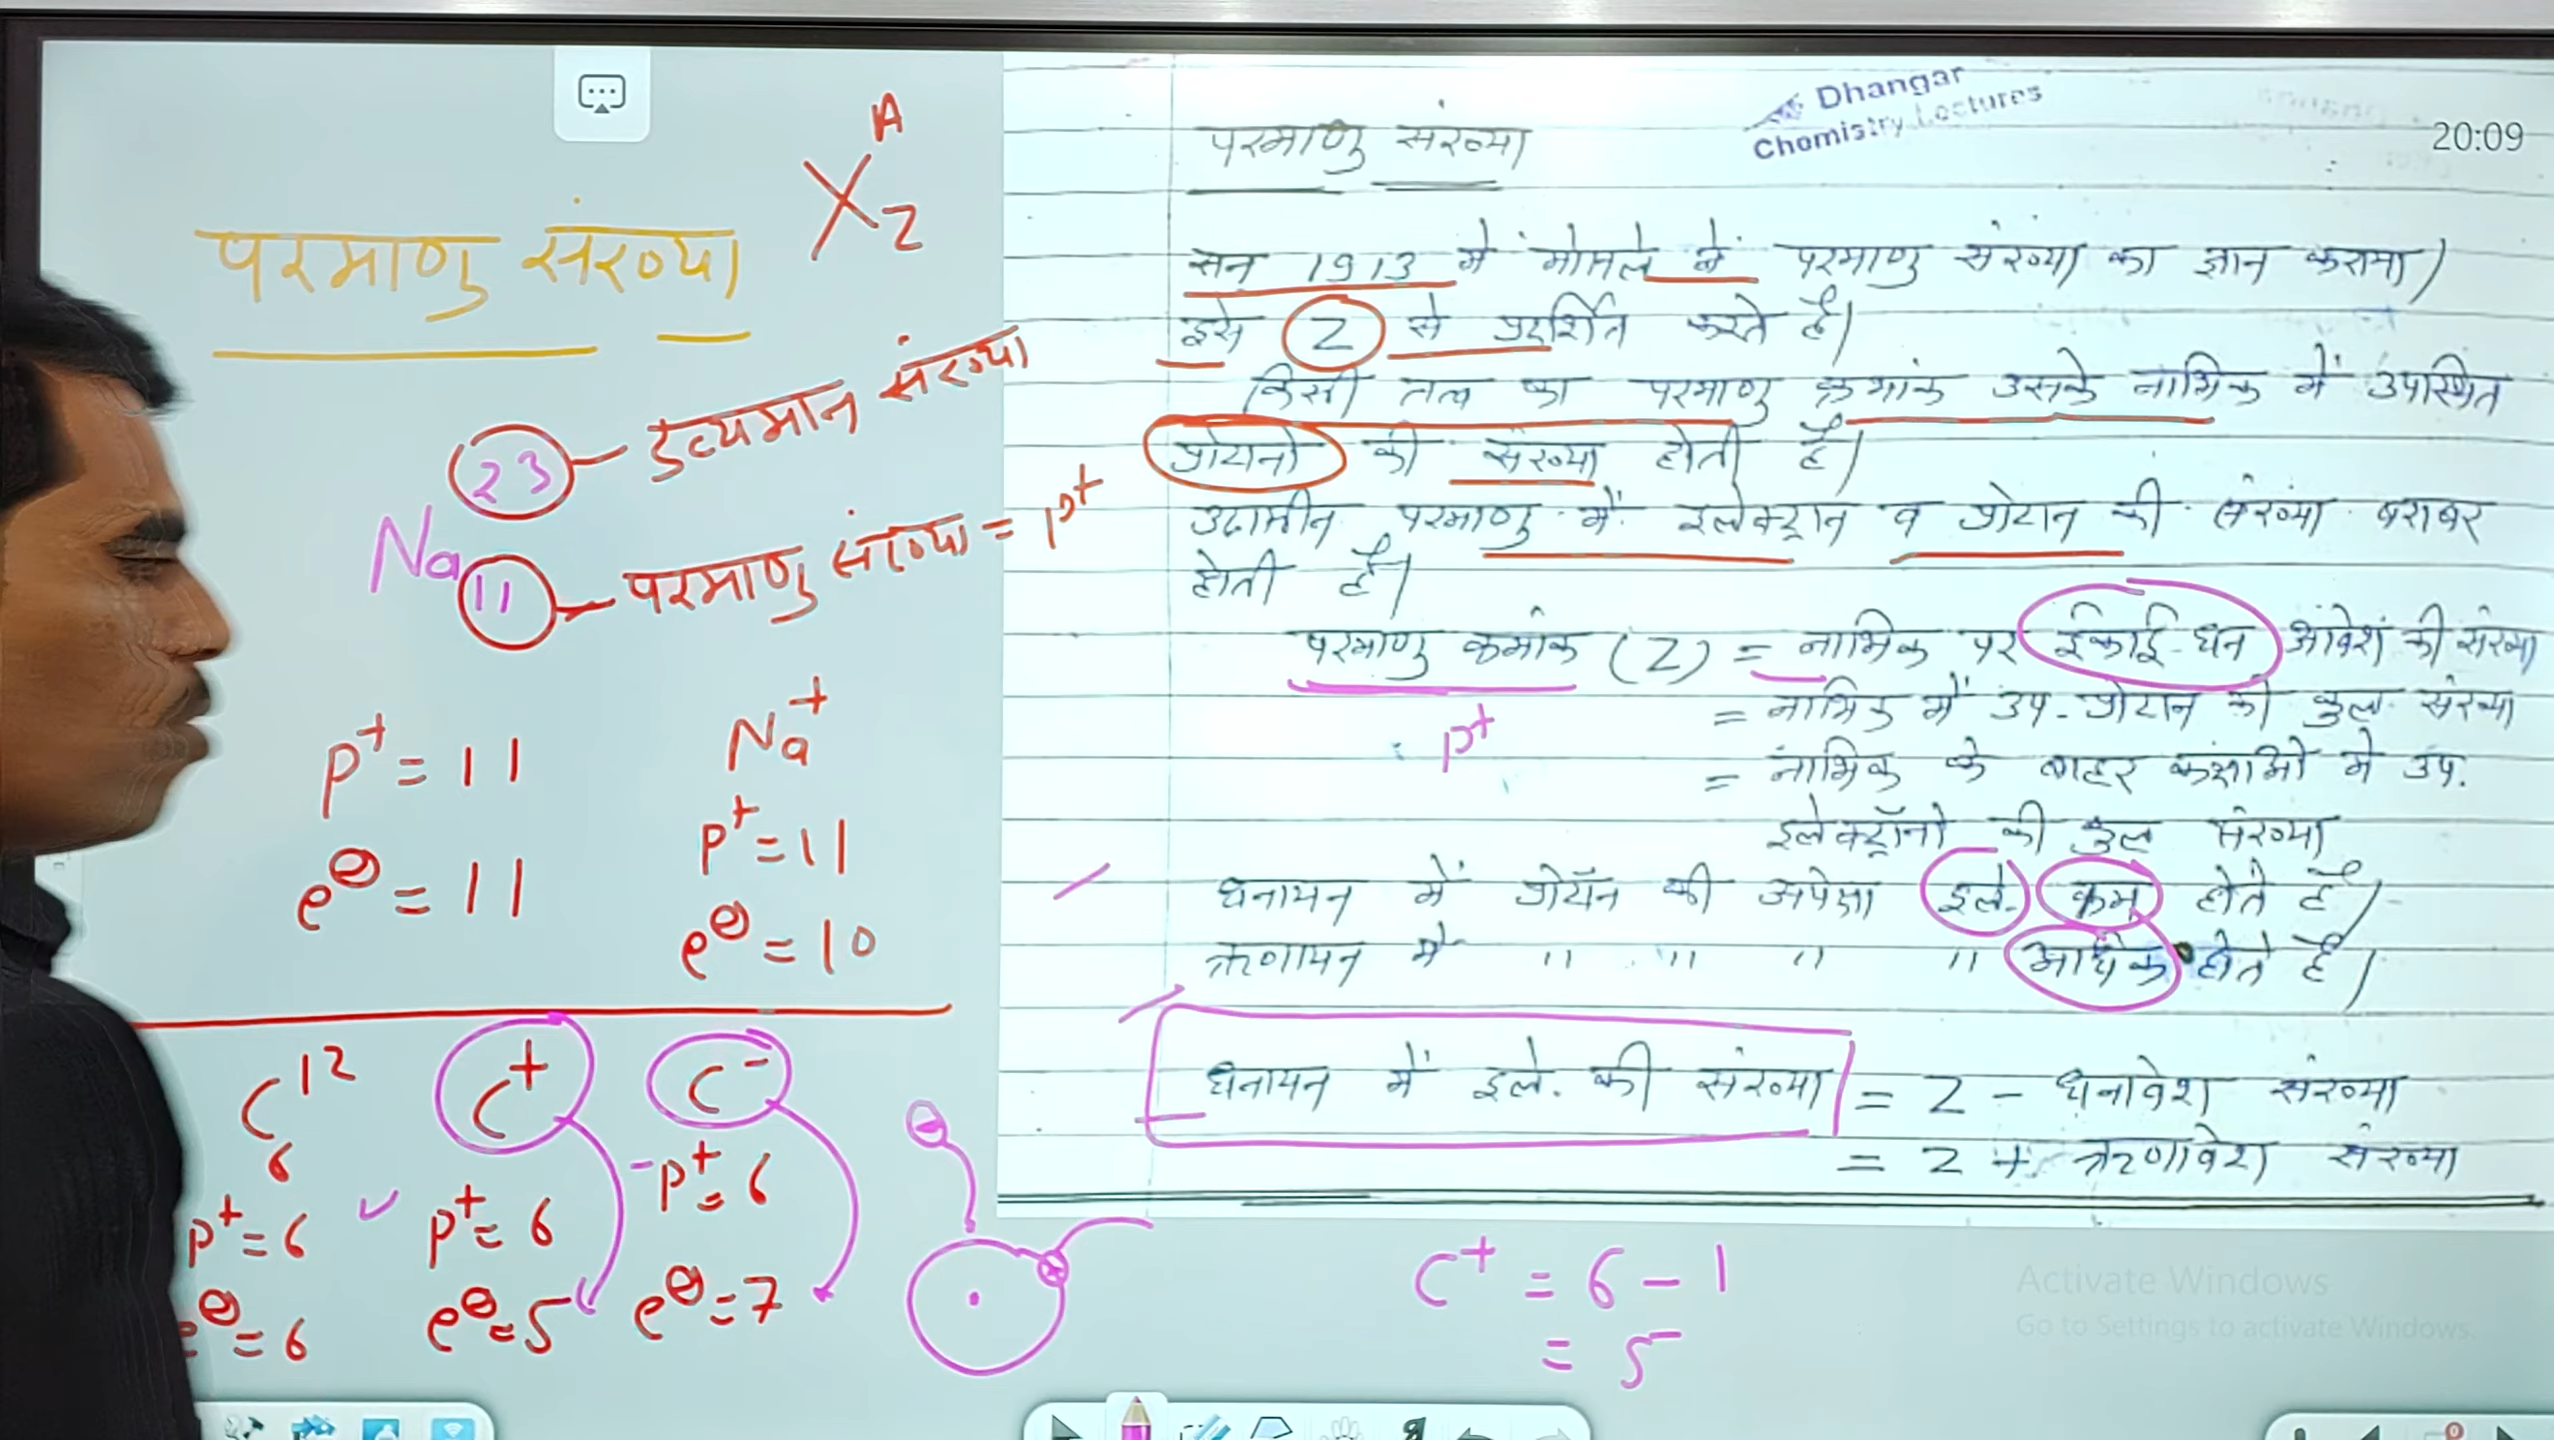 परमाणु संख्या
X A Z
23 — द्रव्यमान संख्या
Na
11 — परमाणु संख्या = p+
p+ = 11
e⊖ = 11
Na+
p+ = 11
e⊖ = 10
C 12 6
p+ = 6
e⊖ = 6
C+
p+ = 6
e⊖ = 5
C-
p+ = 6
e⊖ = 7
Dhangar
Chemistry Lectures
20:09
परमाणु संख्या
सन 1913 में मोसले ने परमाणु संख्या का ज्ञान कराया।
इसे Z से प्रदर्शित करते है।
किसी तत्व का परमाणु क्रमांक उसके नाभिक में उपस्थित
प्रोटानो की संख्या होती है।
उदासीन परमाणु में इलेक्ट्रान व प्रोटान की संख्या बराबर
होती है।
परमाणु क्रमांक (Z) = नाभिक पर ईकाई धन आवेश की संख्या
p+
= नाभिक में उप. प्रोटान की कुल संख्या
= नाभिक के बाहर कक्षाओ मे उप.
इलेक्ट्रॉनो की कुल संख्या
धनायन में प्रोटॉन की अपेक्षा इले. कम होते है।
ऋणायन मे " " " " अधिक होते है।
धनायन में इले. की संख्या = Z - धनावेश संख्या
= Z + ऋणावेश संख्या
C+ = 6 - 1
= 5
Activate Windows
Go to Settings to activate Windows.